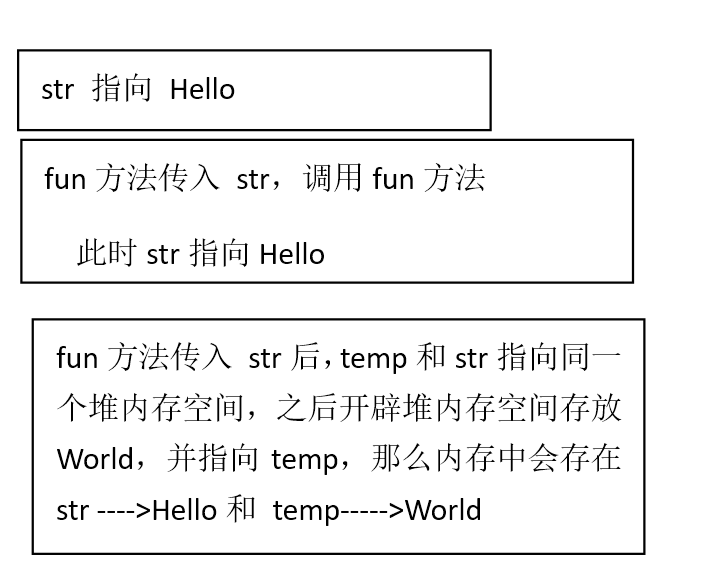 str 指向 Hello
fun 方法传入 str，调用 fun 方法
此时 str 指向 Hello
fun 方法传入 str 后，temp 和 str 指向同一
个堆内存空间，之后开辟堆内存空间存放
World，并指向 temp，那么内存中会存在
str ---->Hello 和 temp----->World